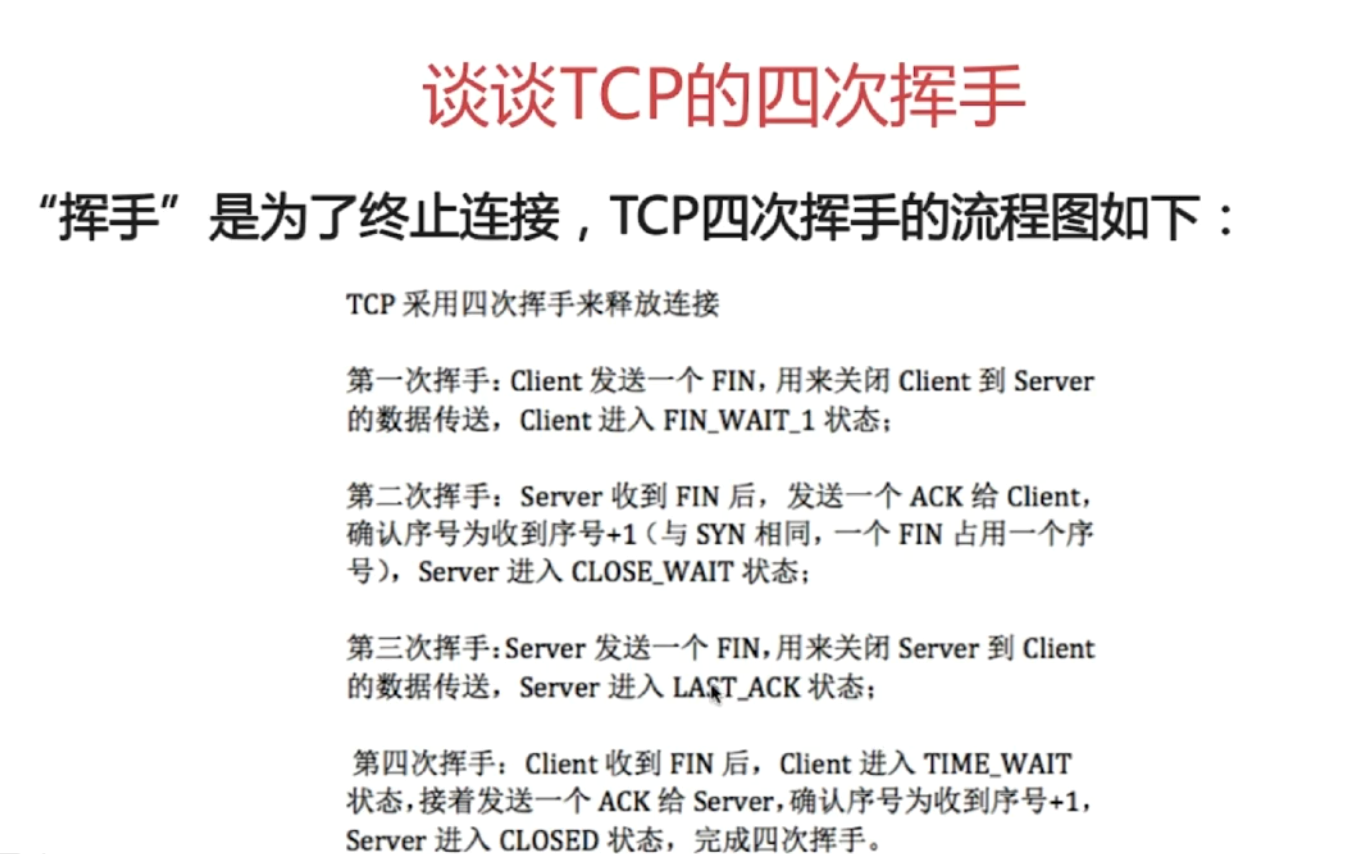 谈谈TCP的四次挥手
“挥手”是为了终止连接，TCP四次挥手的流程图如下：
TCP 采用四次挥手来释放连接
第一次挥手：Client 发送一个 FIN，用来关闭 Client 到 Server
的数据传送，Client 进入 FIN_WAIT_1 状态；
第二次挥手：Server 收到 FIN 后，发送一个 ACK 给 Client，
确认序号为收到序号+1（与 SYN 相同，一个 FIN 占用一个序
号），Server 进入 CLOSE_WAIT 状态；
第三次挥手：Server 发送一个 FIN，用来关闭 Server 到 Client
的数据传送，Server 进入 LAST_ACK 状态；
第四次挥手：Client 收到 FIN 后，Client 进入 TIME_WAIT
状态，接着发送一个 ACK 给 Server，确认序号为收到序号+1，
Server 进入 CLOSED 状态，完成四次挥手。